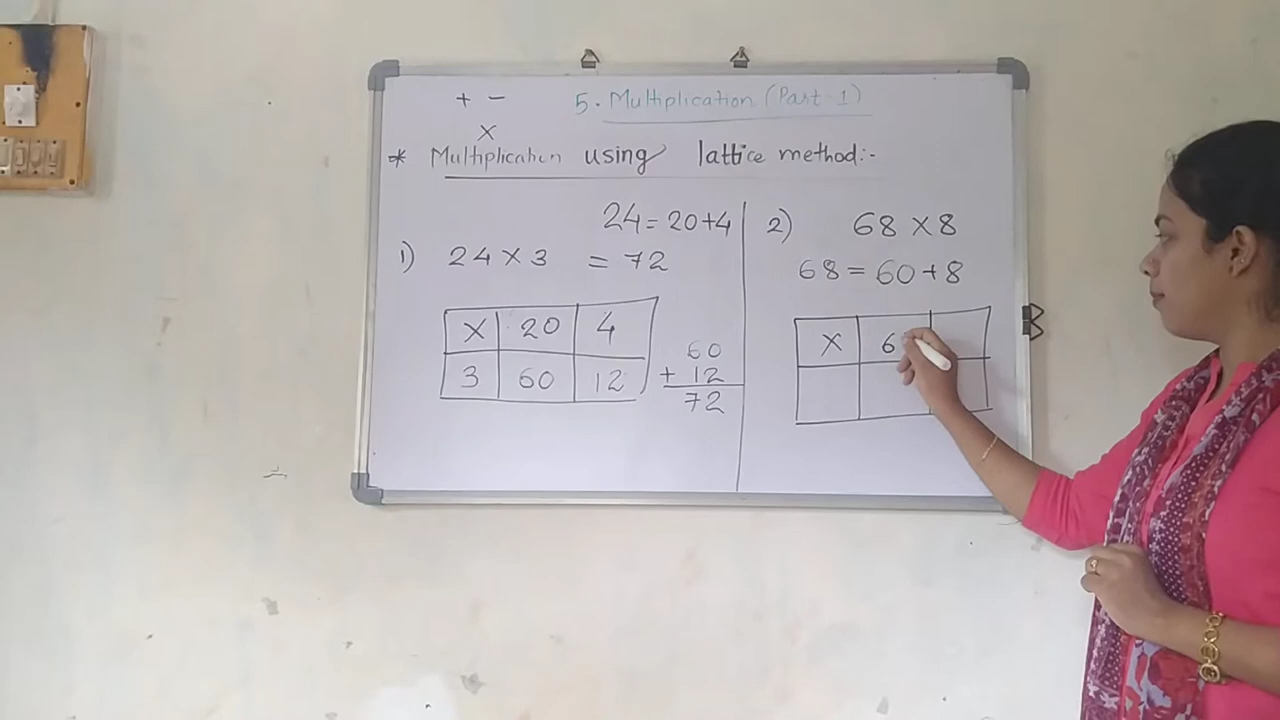 + −
×
5. Multiplication (Part-1)
* Multiplication using lattice method:-
24 = 20+4
1) 24 × 3 = 72
× 20 4
3 60 12
60
+ 12
72
2) 68 × 8
68 = 60 + 8
× 6